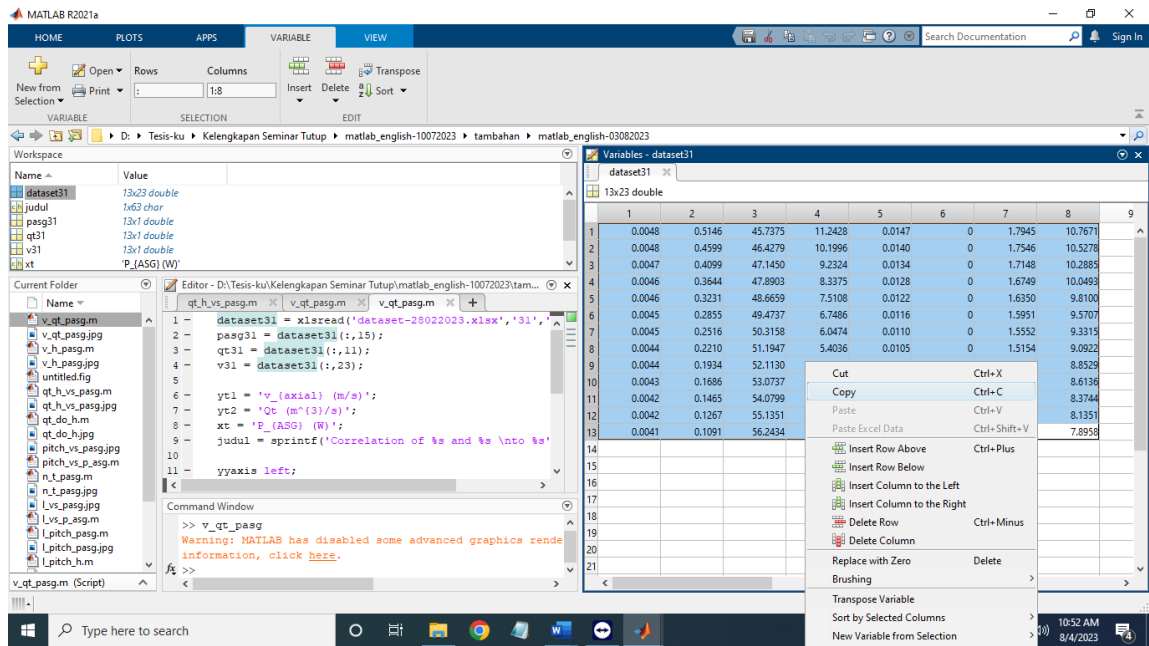 MATLAB R2021a
HOME PLOTS APPS VARIABLE VIEW
Search Documentation
Sign In
New from Selection
Open
Print
Rows
:
Columns
1:8
Insert
Delete
Transpose
Sort
VARIABLE SELECTION EDIT
D: Tesis-ku Kelengkapan Seminar Tutup matlab_english-10072023 tambahan matlab_english-03082023
Workspace
Name Value
dataset31 13x23 double
judul 1x63 char
pasg31 13x1 double
qt31 13x1 double
v31 13x1 double
xt 'P_{ASG} (W)'
Current Folder
Name
v_qt_pasg.m
v_qt_pasg.jpg
v_h_pasg.m
v_h_pasg.jpg
untitled.fig
qt_h_vs_pasg.m
qt_h_vs_pasg.jpg
qt_do_h.m
qt_do_h.jpg
pitch_vs_pasg.jpg
pitch_vs_p_asg.m
n_t_pasg.m
n_t_pasg.jpg
l_vs_pasg.jpg
l_vs_p_asg.m
l_pitch_pasg.m
l_pitch_pasg.jpg
l_pitch_h.m
v_qt_pasg.m (Script)
Editor - D:\Tesis-ku\Kelengkapan Seminar Tutup\matlab_english-10072023\tam...
qt_h_vs_pasg.m v_qt_pasg.m v_qt_pasg.m +
1 - dataset31 = xlsread('dataset-28022023.xlsx','31','
2 - pasg31 = dataset31(:,15);
3 - qt31 = dataset31(:,11);
4 - v31 = dataset31(:,23);
5
6 - yt1 = 'v_{axial} (m/s)';
7 - yt2 = 'Qt (m^{3}/s)';
8 - xt = 'P_{ASG} (W)';
9 - judul = sprintf('Correlation of %s and %s \nto %s'
10
11 - yyaxis left;
Command Window
>> v_qt_pasg
Warning: MATLAB has disabled some advanced graphics rende
information, click here.
fx >>
Variables - dataset31
dataset31
13x23 double
1 2 3 4 5 6 7 8 9
1 0.0048 0.5146 45.7375 11.2428 0.0147 0 1.7945 10.7671
2 0.0048 0.4599 46.4279 10.1996 0.0140 0 1.7546 10.5278
3 0.0047 0.4099 47.1450 9.2324 0.0134 0 1.7148 10.2885
4 0.0046 0.3644 47.8903 8.3375 0.0128 0 1.6749 10.0493
5 0.0046 0.3231 48.6659 7.5108 0.0122 0 1.6350 9.8100
6 0.0045 0.2855 49.4737 6.7486 0.0116 0 1.5951 9.5707
7 0.0045 0.2516 50.3158 6.0474 0.0110 0 1.5552 9.3315
8 0.0044 0.2210 51.1947 5.4036 0.0105 0 1.5154 9.0922
9 0.0044 0.1934 52.1130 8.8529
10 0.0043 0.1686 53.0737 8.6136
11 0.0042 0.1465 54.0799 8.3744
12 0.0042 0.1267 55.1351 8.1351
13 0.0041 0.1091 56.2434 7.8958
14
15
16
17
18
19
20
21
Cut Ctrl+X
Copy Ctrl+C
Paste Ctrl+V
Paste Excel Data Ctrl+Shift+V
Insert Row Above Ctrl+Plus
Insert Row Below
Insert Column to the Left
Insert Column to the Right
Delete Row Ctrl+Minus
Delete Column
Replace with Zero Delete
Brushing
Transpose Variable
Sort by Selected Columns
New Variable from Selection
Type here to search
10:52 AM
8/4/2023
4